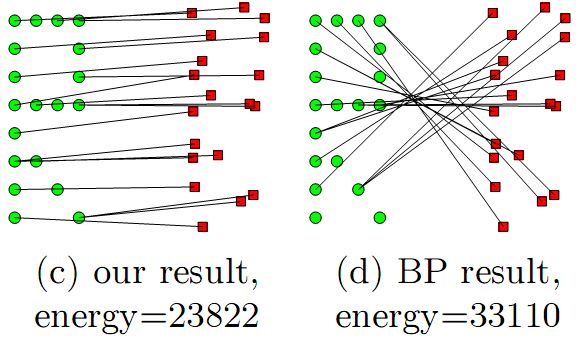 (c) our result,
energy=23822
(d) BP result,
energy=33110